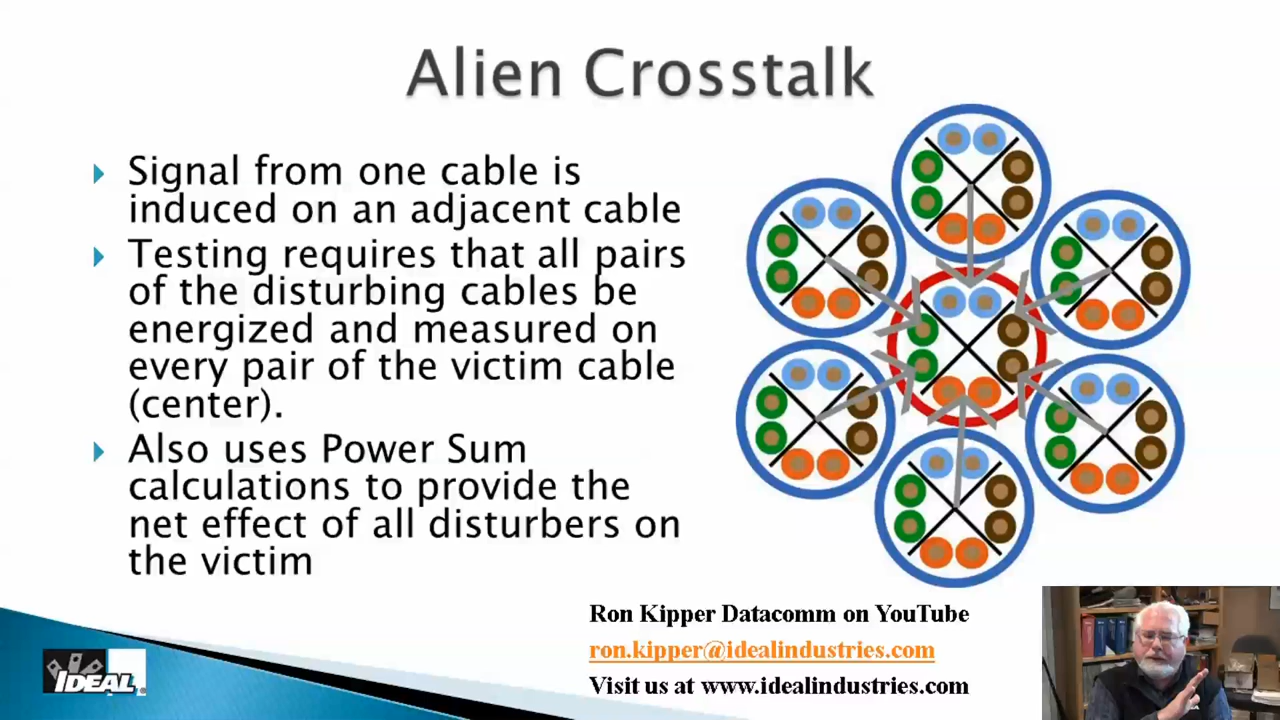 Alien Crosstalk
Signal from one cable is
induced on an adjacent cable
Testing requires that all pairs
of the disturbing cables be
energized and measured on
every pair of the victim cable
(center).
Also uses Power Sum
calculations to provide the
net effect of all disturbers on
the victim
Ron Kipper Datacomm on YouTube
ron.kipper@idealindustries.com
Visit us at www.idealindustries.com
IDEAL